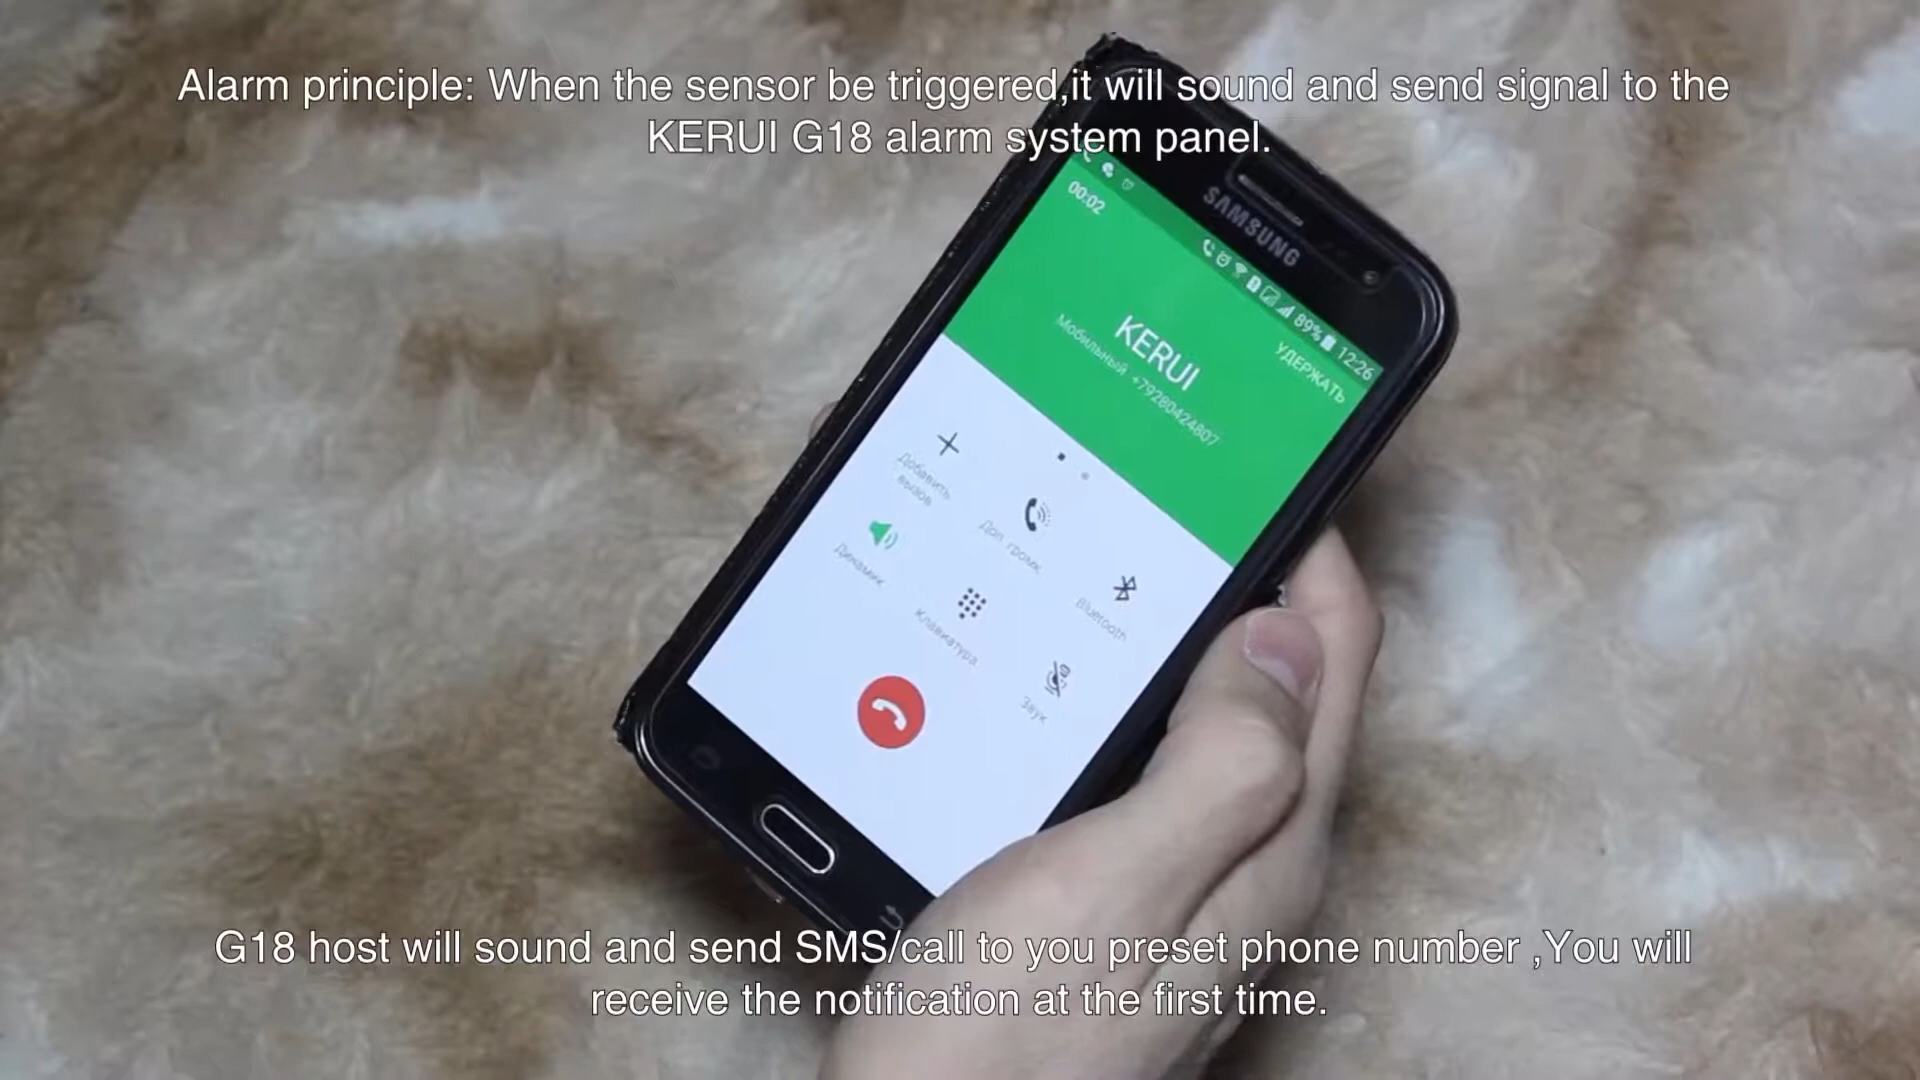 Alarm principle: When the sensor be triggered,it will sound and send signal to the
KERUI G18 alarm system panel.
SAMSUNG
89% 12:26
00:02
УДЕРЖАТЬ
KERUI
Мобильный +79280424807
Добавить
вызов
Доп. громк.
Bluetooth
Динамик
Клавиатура
Звук
G18 host will sound and send SMS/call to you preset phone number ,You will
receive the notification at the first time.